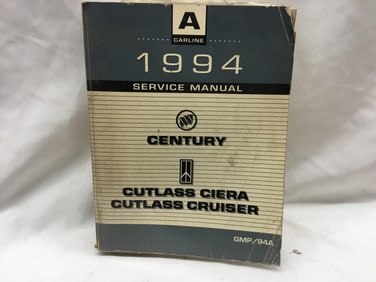 A
CARLINE
1994
SERVICE MANUAL
CENTURY
CUTLASS CIERA
CUTLASS CRUISER
GMP/94A